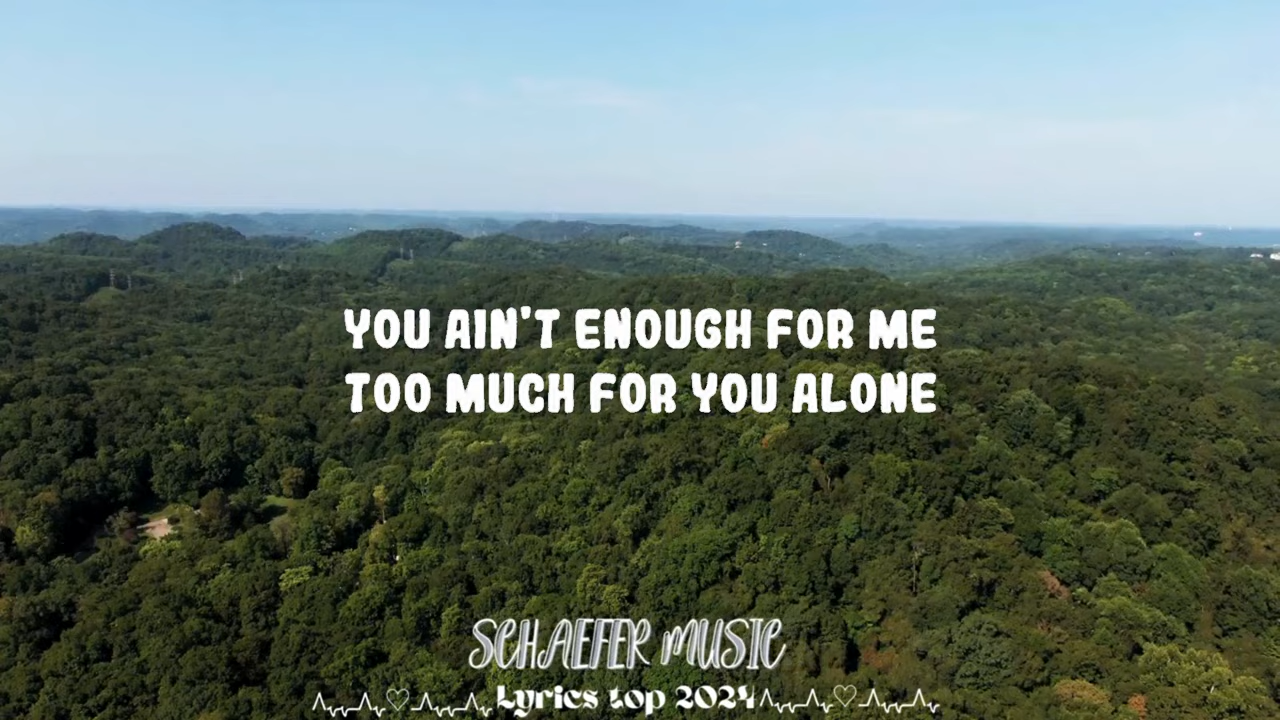 YOU AIN'T ENOUGH FOR ME
TOO MUCH FOR YOU ALONE
SCHAEFER MUSIC
Lyrics top 2024